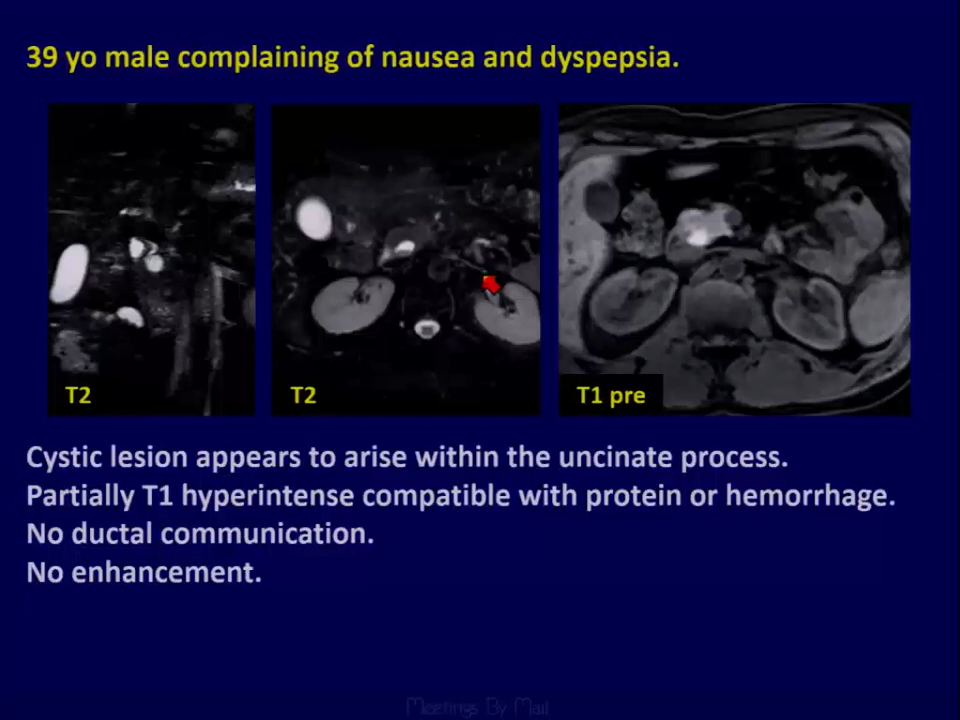 39 yo male complaining of nausea and dyspepsia.
T2
T2
T1 pre
Cystic lesion appears to arise within the uncinate process.
Partially T1 hyperintense compatible with protein or hemorrhage.
No ductal communication.
No enhancement.
Meetings By Mail